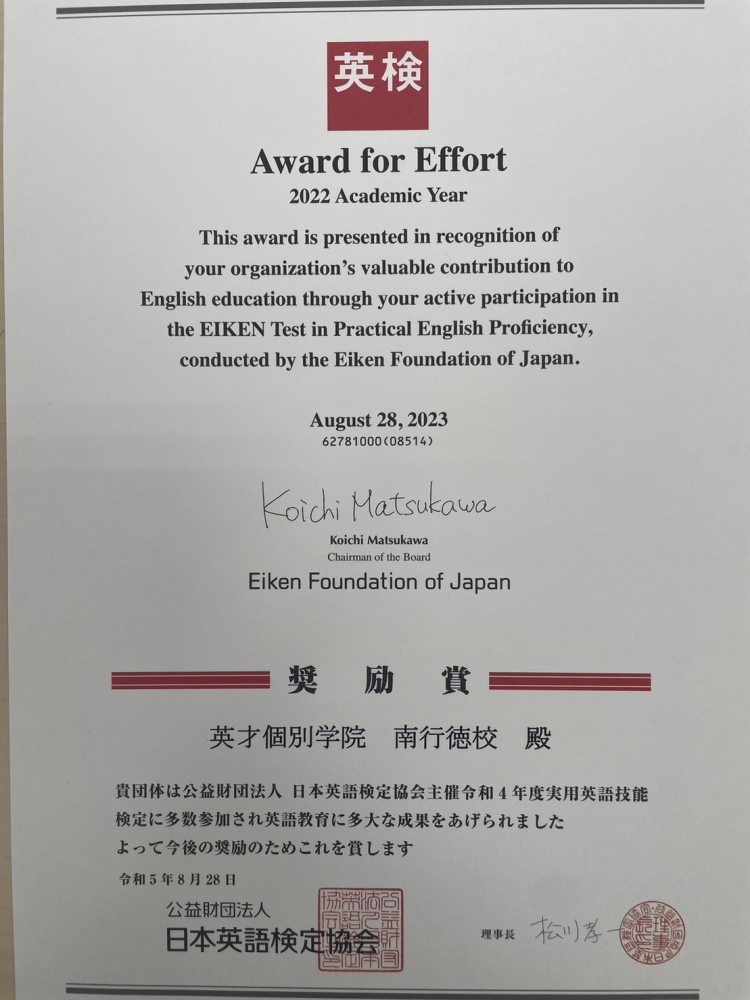 英検
Award for Effort
2022 Academic Year
This award is presented in recognition of
your organization's valuable contribution to
English education through your active participation in
the EIKEN Test in Practical English Proficiency,
conducted by the Eiken Foundation of Japan.
August 28, 2023
62781000(08514)
Koichi Matsukawa
Koichi Matsukawa
Chairman of the Board
Eiken Foundation of Japan
奨励賞
英才個別学院 南行徳校 殿
貴団体は公益財団法人 日本英語検定協会主催令和4年度実用英語技能
検定に多数参加され英語教育に多大な成果をあげられました
よって今後の奨励のためこれを賞します
令和5年8月28日
公益財団法人
日本英語検定協会
理事長 松川孝一